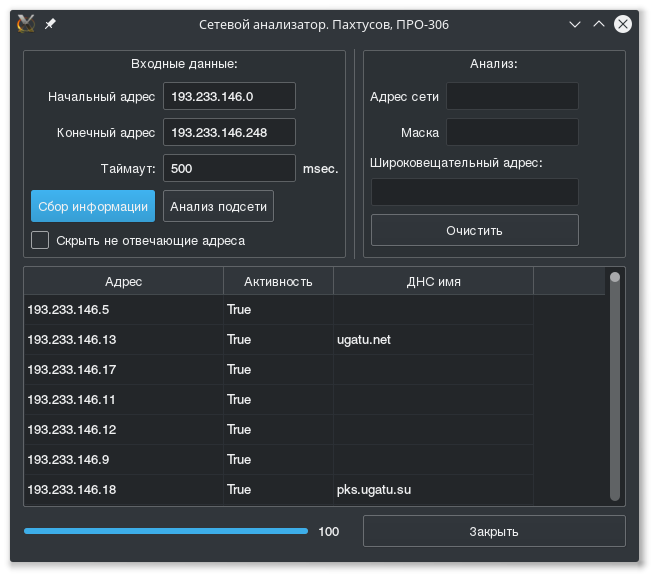 Сетевой анализатор. Пахтусов, ПРО-306
Входные данные:
Начальный адрес 193.233.146.0
Конечный адрес 193.233.146.248
Таймаут: 500 msec.
Сбор информации Анализ подсети
Скрыть не отвечающие адреса
Анализ:
Адрес сети
Маска
Широковещательный адрес:
Очистить
Адрес Активность ДНС имя
193.233.146.5 True
193.233.146.13 True ugatu.net
193.233.146.17 True
193.233.146.11 True
193.233.146.12 True
193.233.146.9 True
193.233.146.18 True pks.ugatu.su
100 Закрыть